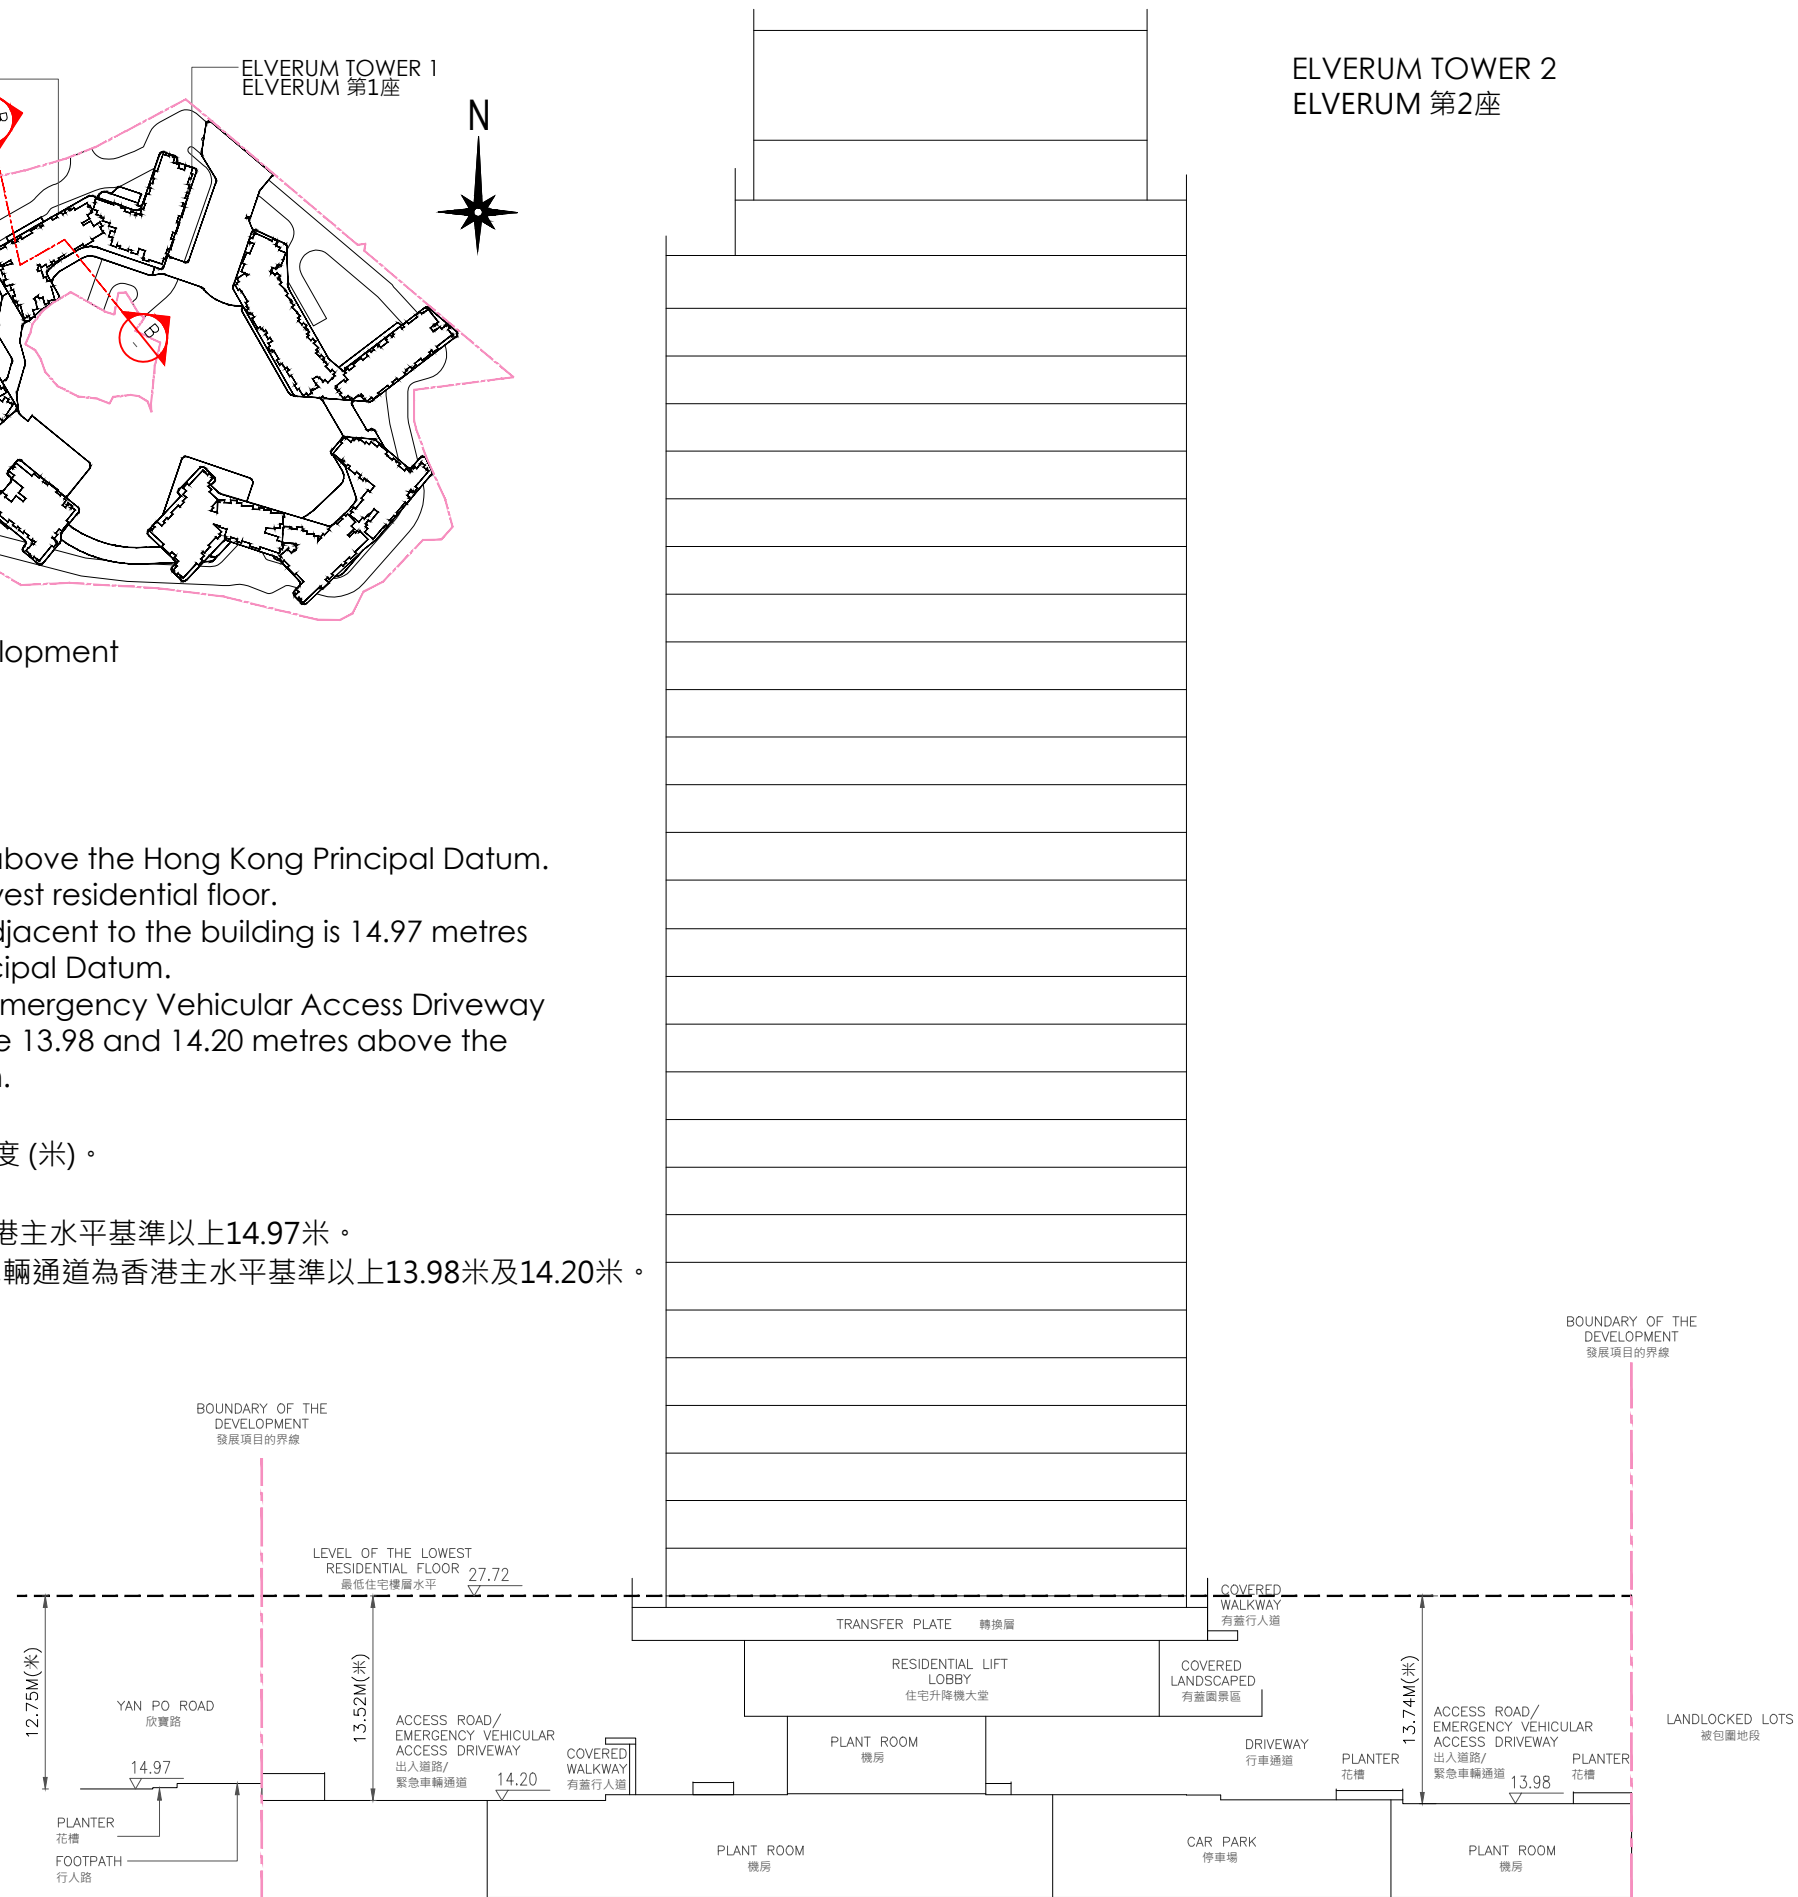 ELVERUM TOWER 1
ELVERUM 第1座
N
ELVERUM TOWER 2
ELVERUM 第2座
B
B
lopment
above the Hong Kong Principal Datum.
vest residential floor.
djacent to the building is 14.97 metres
cipal Datum.
mergency Vehicular Access Driveway
e 13.98 and 14.20 metres above the
度 (米)。
港主水平基準以上14.97米。
輛通道為香港主水平基準以上13.98米及14.20米。
BOUNDARY OF THE
DEVELOPMENT
發展項目的界線
BOUNDARY OF THE
DEVELOPMENT
發展項目的界線
LEVEL OF THE LOWEST
RESIDENTIAL FLOOR
最低住宅樓層水平
27.72
COVERED
WALKWAY
有蓋行人道
TRANSFER PLATE 轉換層
RESIDENTIAL LIFT
LOBBY
住宅升降機大堂
COVERED
LANDSCAPED
有蓋園景區
12.75M(米)
YAN PO ROAD
欣寶路
14.97
13.52M(米)
ACCESS ROAD/
EMERGENCY VEHICULAR
ACCESS DRIVEWAY
出入道路/
緊急車輛通道
14.20
COVERED
WALKWAY
有蓋行人道
PLANT ROOM
機房
DRIVEWAY
行車通道
PLANTER
花槽
13.74M(米)
ACCESS ROAD/
EMERGENCY VEHICULAR
ACCESS DRIVEWAY
出入道路/
緊急車輛通道
13.98
PLANTER
花槽
LANDLOCKED LOTS
被包圍地段
PLANTER
花槽
FOOTPATH
行人路
PLANT ROOM
機房
CAR PARK
停車場
PLANT ROOM
機房